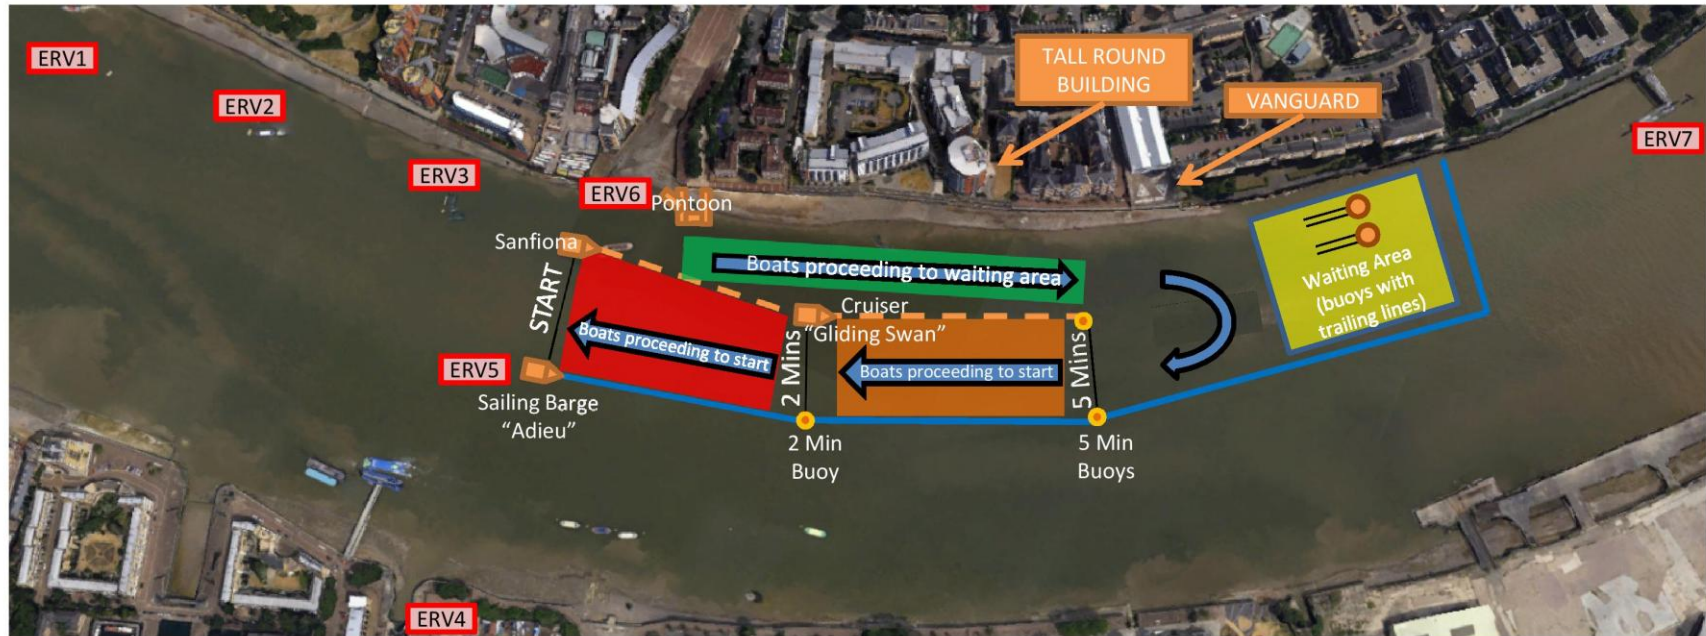 ERV1
ERV2
ERV3
ERV6
Pontoon
TALL ROUND
BUILDING
VANGUARD
ERV7
Sanfiona
START
Boats proceeding to waiting area
Waiting Area
(buoys with
trailing lines)
Cruiser
“Gliding Swan”
Boats proceeding to start
2 Mins
Boats proceeding to start
5 Mins
ERV5
Sailing Barge
“Adieu”
2 Min
Buoy
5 Min
Buoys
ERV4